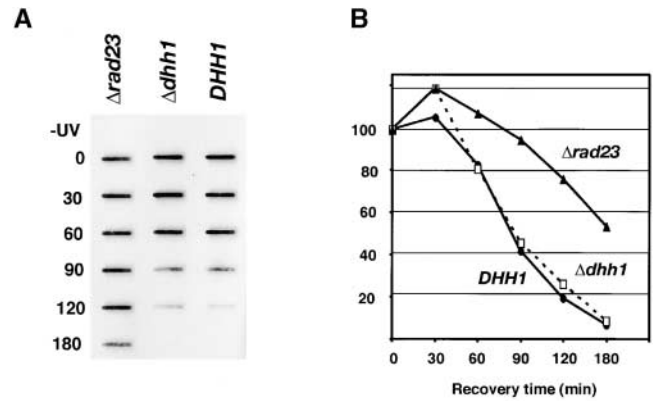 A
Δrad23
Δdhh1
DHH1
-UV
0
30
60
90
120
180
B
100
80
60
40
20
Δrad23
DHH1
Δdhh1
0 30 60 90 120 180
Recovery time (min)